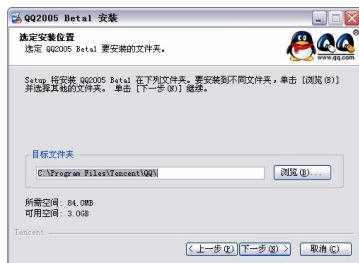 QQ2005 Beta1 安装
选定安装位置
选定 QQ2005 Beta1 要安装的文件夹。
QQ
www.qq.com
Setup 将安装 QQ2005 Beta1 在下列文件夹。要安装到不同文件夹，单击 [浏览(B)]
并选择其他的文件夹。 单击 [下一步(N)] 继续。
目标文件夹
C:\Program Files\Tencent\QQ\
浏览(B)...
所需空间: 84.0MB
可用空间: 3.0GB
Tencent
< 上一步(P) 下一步(N) > 取消(C)